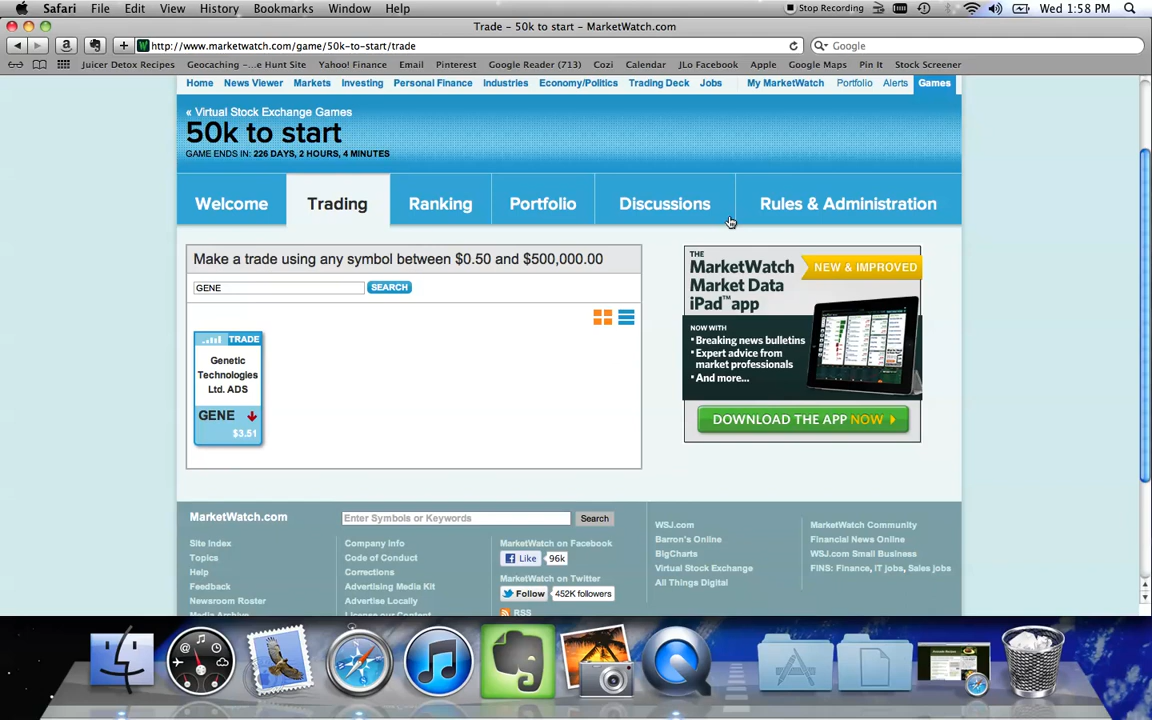 Safari File Edit View History Bookmarks Window Help Stop Recording Wed 1:58 PM
Trade - 50k to start - MarketWatch.com
http://www.marketwatch.com/game/50k-to-start/trade
Google
Juicer Detox Recipes Geocaching -...e Hunt Site Yahoo! Finance Email Pinterest Google Reader (713) Cozi Calendar JLo Facebook Apple Google Maps Pin It Stock Screener
Home News Viewer Markets Investing Personal Finance Industries Economy/Politics Trading Deck Jobs My MarketWatch Portfolio Alerts Games
« Virtual Stock Exchange Games
50k to start
GAME ENDS IN: 226 DAYS, 2 HOURS, 4 MINUTES
Welcome Trading Ranking Portfolio Discussions Rules & Administration
Make a trade using any symbol between $0.50 and $500,000.00
GENE SEARCH
TRADE
Genetic
Technologies
Ltd. ADS
GENE
$3.51
THE
MarketWatch
Market Data
iPad™ app
NEW & IMPROVED
NOW WITH
• Breaking news bulletins
• Expert advice from
market professionals
• And more...
DOWNLOAD THE APP NOW
MarketWatch.com
Enter Symbols or Keywords Search
Site Index
Topics
Help
Feedback
Newsroom Roster
Media Archive
Company Info
Code of Conduct
Corrections
Advertising Media Kit
Advertise Locally
License our Content
MarketWatch on Facebook
Like 96k
MarketWatch on Twitter
Follow 452K followers
RSS
WSJ.com
Barron's Online
BigCharts
Virtual Stock Exchange
All Things Digital
MarketWatch Community
Financial News Online
WSJ.com Small Business
FINS: Finance, IT jobs, Sales jobs